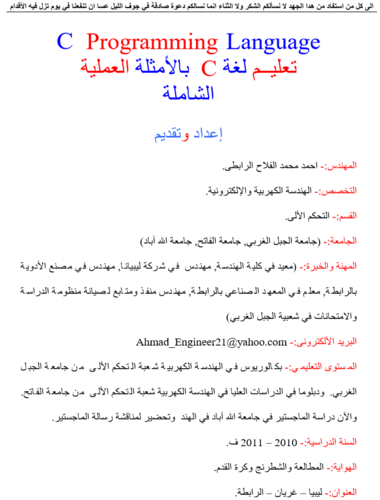 الي كل من استفاد من هدا الجهد لا نسألكم الشكر ولا الثناء انما نسالكم دعوة صادقة في جوف الليل عسا ان تنفعنا في يوم تزل فيه الأقدام
C Programming Language
تعليــم لغة C بالأمثلة العملية
الشاملة
إعداد وتقديم
المهندس:- احمد محمد الفلاح الرابطى.
التخصص:- الهندسة الكهربية والإلكترونية.
القسم:- التحكم الألى.
الجامعة:- (جامعة الجبل الغربي, جامعة الفاتح, جامعة الله أباد)
المهنة والخبرة:- (معيد في كلية الهندسة, مهندس في شركة ليبيانا, مهندس في مصنع الأدوية
بالرابطة, معلم في المعهد الصناعي بالرابطة, مهندس منفذ ومتابع لصيانة منظومة الدراسة
والامتحانات في شعبية الجبل الغربي)
البريد الألكترونى:- Ahmad_Engineer21@yahoo.com
المستوى التعليمي:- بكالوريوس في الهندسة الكهربية شعبة التحكم الألى من جامعة الجبل
الغربي. ودبلوما في الدراسات العليا في الهندسة الكهربية شعبة التحكم الألى من جامعة الفاتح.
والأن دراسة الماجستير في جامعة الله أباد في الهند وتحضير لمناقشة رسالة الماجستير.
السنة الدراسية:- 2010 – 2011 ف.
الهواية:- المطالعة والشطرنج وكرة القدم.
العنوان:- ليبيا – غريان – الرابطة.